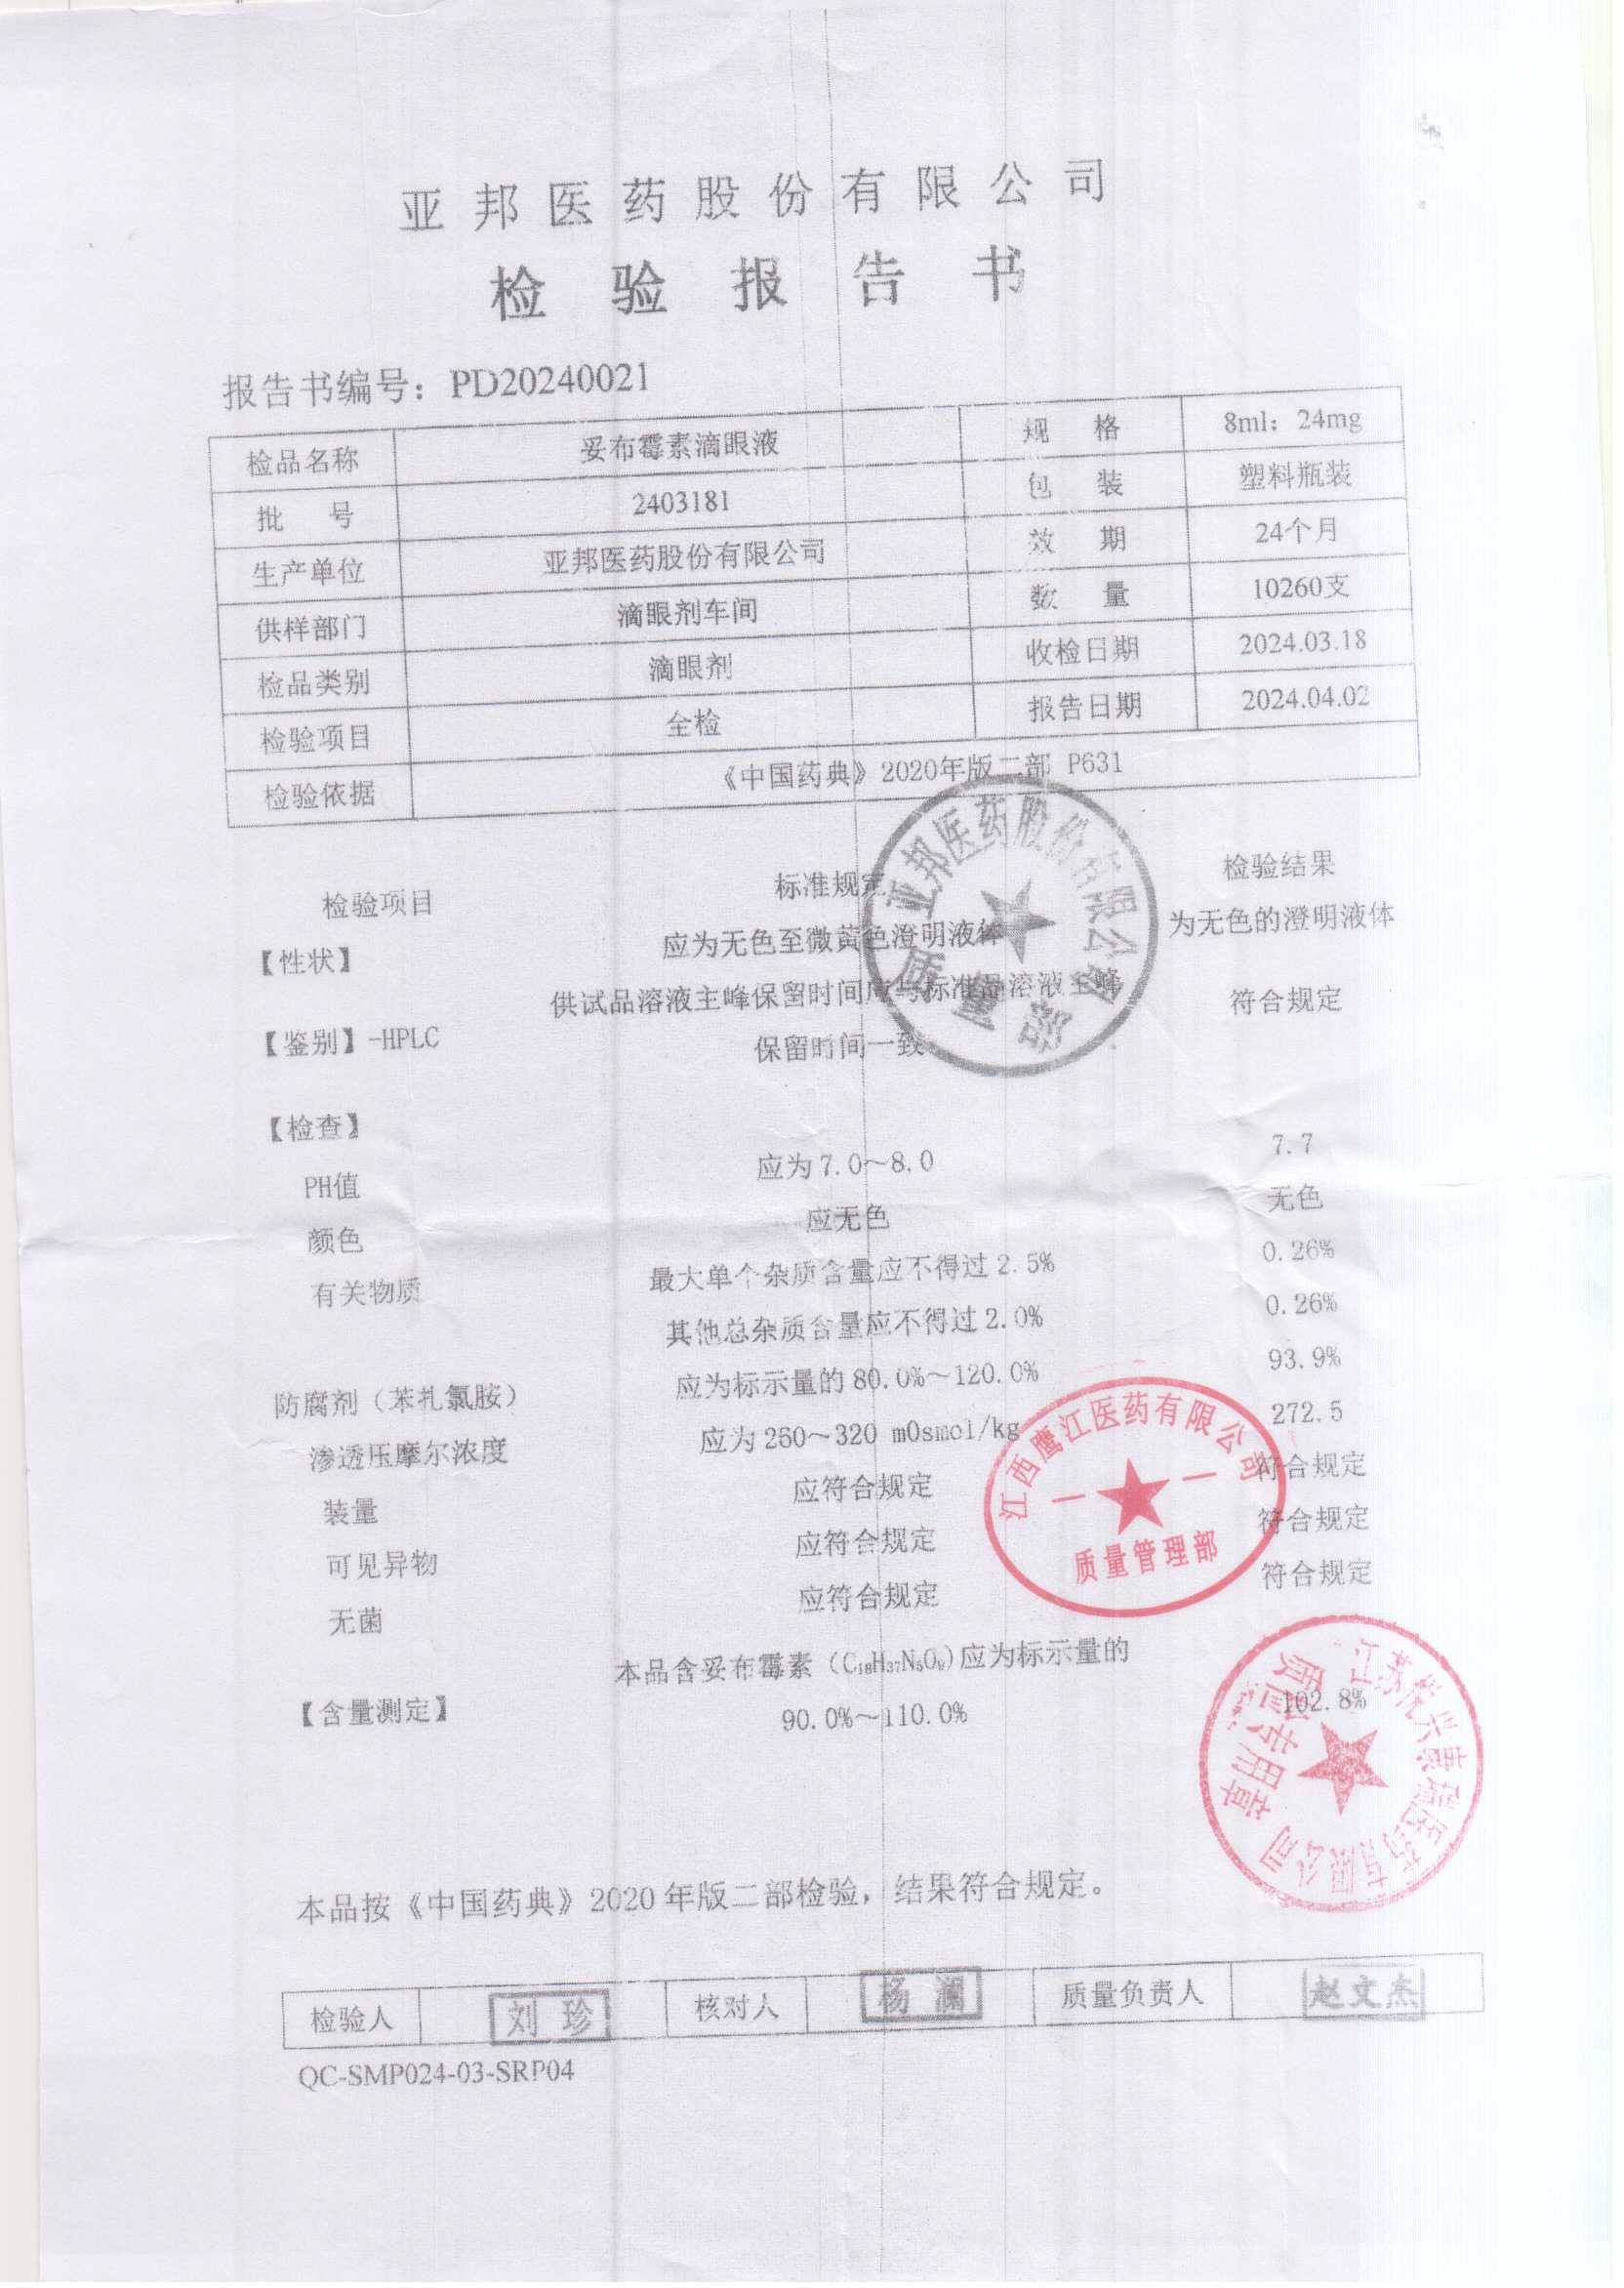 亚邦医药股份有限公司
检验报告书
报告书编号：PD20240021
检品名称 妥布霉素滴眼液 规格 8ml：24mg
批号 2403181 包装 塑料瓶装
生产单位 亚邦医药股份有限公司 效期 24个月
供样部门 滴眼剂车间 数量 10260支
检品类别 滴眼剂 收检日期 2024.03.18
检验项目 全检 报告日期 2024.04.02
检验依据 《中国药典》2020年版二部 P631
检验项目 标准规定 检验结果
【性状】 应为无色至微黄色澄明液体 为无色的澄明液体
【鉴别】-HPLC 供试品溶液主峰保留时间应与标准品溶液主峰 符合规定
保留时间一致
【检查】
PH值 应为7.0～8.0 7.7
颜色 应无色 无色
有关物质 最大单个杂质含量应不得过2.5% 0.26%
其他总杂质含量应不得过2.0% 0.26%
防腐剂（苯扎氯胺） 应为标示量的80.0%～120.0% 93.9%
渗透压摩尔浓度 应为260～320 mOsmol/kg 272.5
装量 应符合规定 符合规定
可见异物 应符合规定 符合规定
无菌 应符合规定 符合规定
【含量测定】 本品含妥布霉素（C₁₈H₃₇N₅O₉)应为标示量的 102.8%
90.0%～110.0%
亚邦医药股份有限公司
质量部
江西鹰江医药有限公司
质量管理部
江苏悦兴康瑞医药有限公司
质检专用章
本品按《中国药典》2020年版二部检验，结果符合规定。
检验人 刘珍 核对人 杨澜 质量负责人 赵文杰
QC-SMP024-03-SRP04